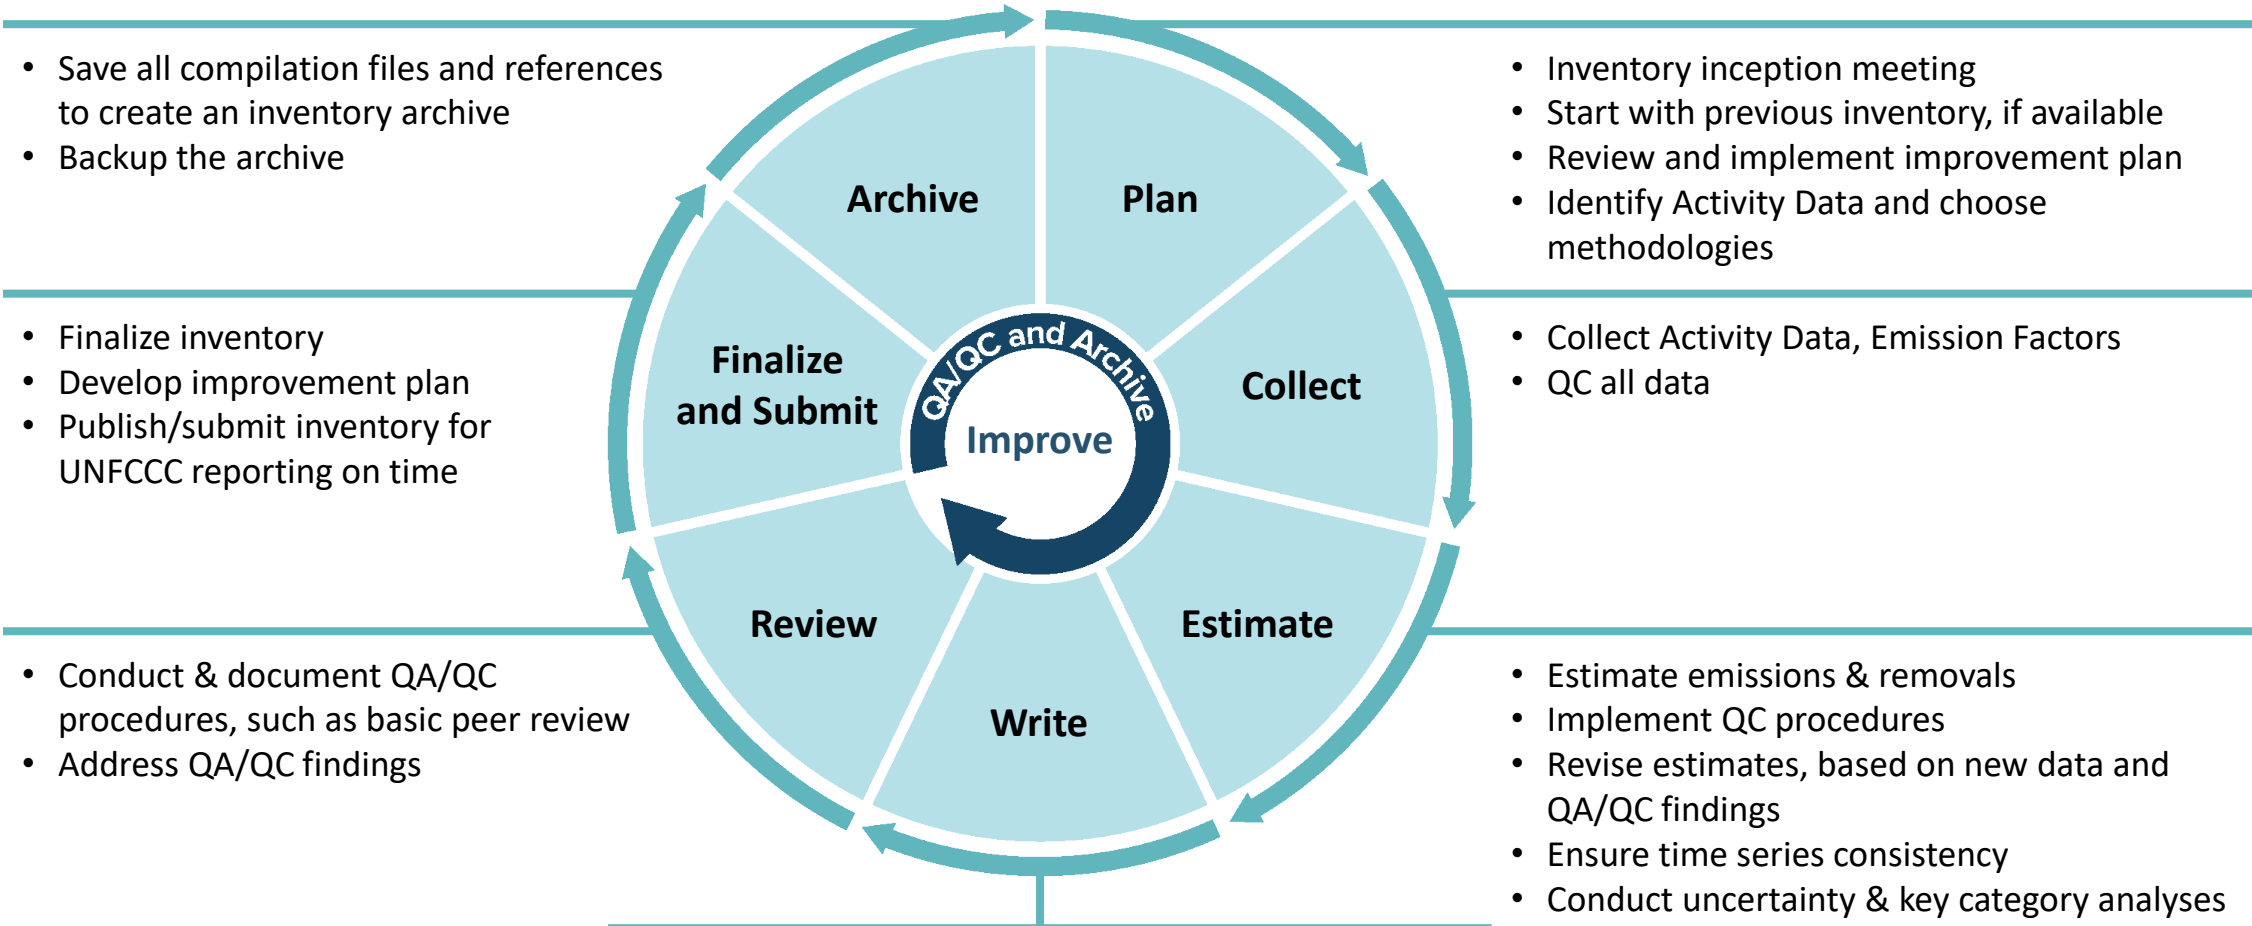 • Save all compilation files and references
to create an inventory archive
• Backup the archive
• Inventory inception meeting
• Start with previous inventory, if available
• Review and implement improvement plan
• Identify Activity Data and choose
methodologies
Archive
Plan
• Finalize inventory
• Develop improvement plan
• Publish/submit inventory for
UNFCCC reporting on time
Finalize
and Submit
QA/QC and Archive
Improve
Collect
• Collect Activity Data, Emission Factors
• QC all data
Review
Write
Estimate
• Conduct & document QA/QC
procedures, such as basic peer review
• Address QA/QC findings
• Estimate emissions & removals
• Implement QC procedures
• Revise estimates, based on new data and
QA/QC findings
• Ensure time series consistency
• Conduct uncertainty & key category analyses